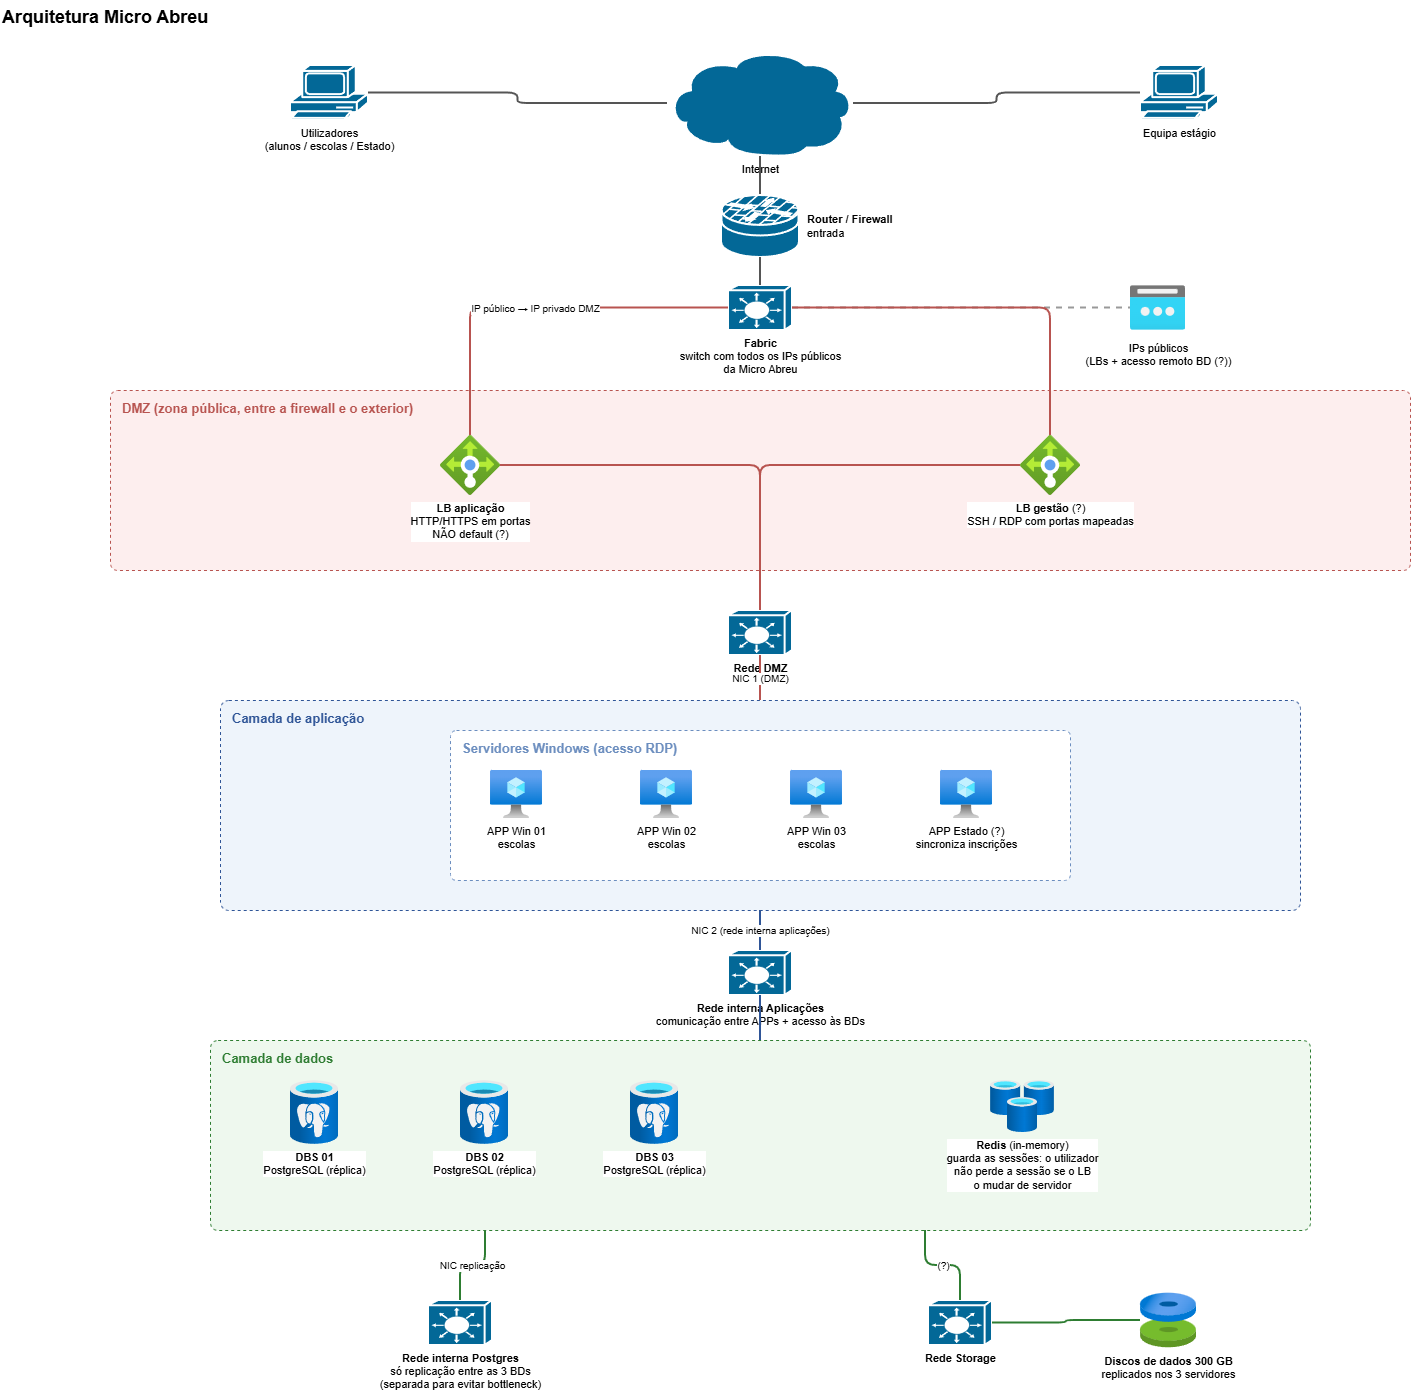 Arquitetura Micro Abreu
Utilizadores
(alunos / escolas / Estado)
Internet
Equipa estágio
Router / Firewall
entrada
IP público → IP privado DMZ
Fabric
switch com todos os IPs públicos
da Micro Abreu
IPs públicos
(LBs + acesso remoto BD (?))
DMZ (zona pública, entre a firewall e o exterior)
LB aplicação
HTTP/HTTPS em portas
NÃO default (?)
LB gestão (?)
SSH / RDP com portas mapeadas
Rede DMZ
NIC 1 (DMZ)
Camada de aplicação
Servidores Windows (acesso RDP)
APP Win 01
escolas
APP Win 02
escolas
APP Win 03
escolas
APP Estado (?)
sincroniza inscrições
NIC 2 (rede interna aplicações)
Rede interna Aplicações
comunicação entre APPs + acesso às BDs
Camada de dados
DBS 01
PostgreSQL (réplica)
DBS 02
PostgreSQL (réplica)
DBS 03
PostgreSQL (réplica)
Redis (in-memory)
guarda as sessões: o utilizador
não perde a sessão se o LB
o mudar de servidor
NIC replicação
(?)
Rede interna Postgres
só replicação entre as 3 BDs
(separada para evitar bottleneck)
Rede Storage
Discos de dados 300 GB
replicados nos 3 servidores